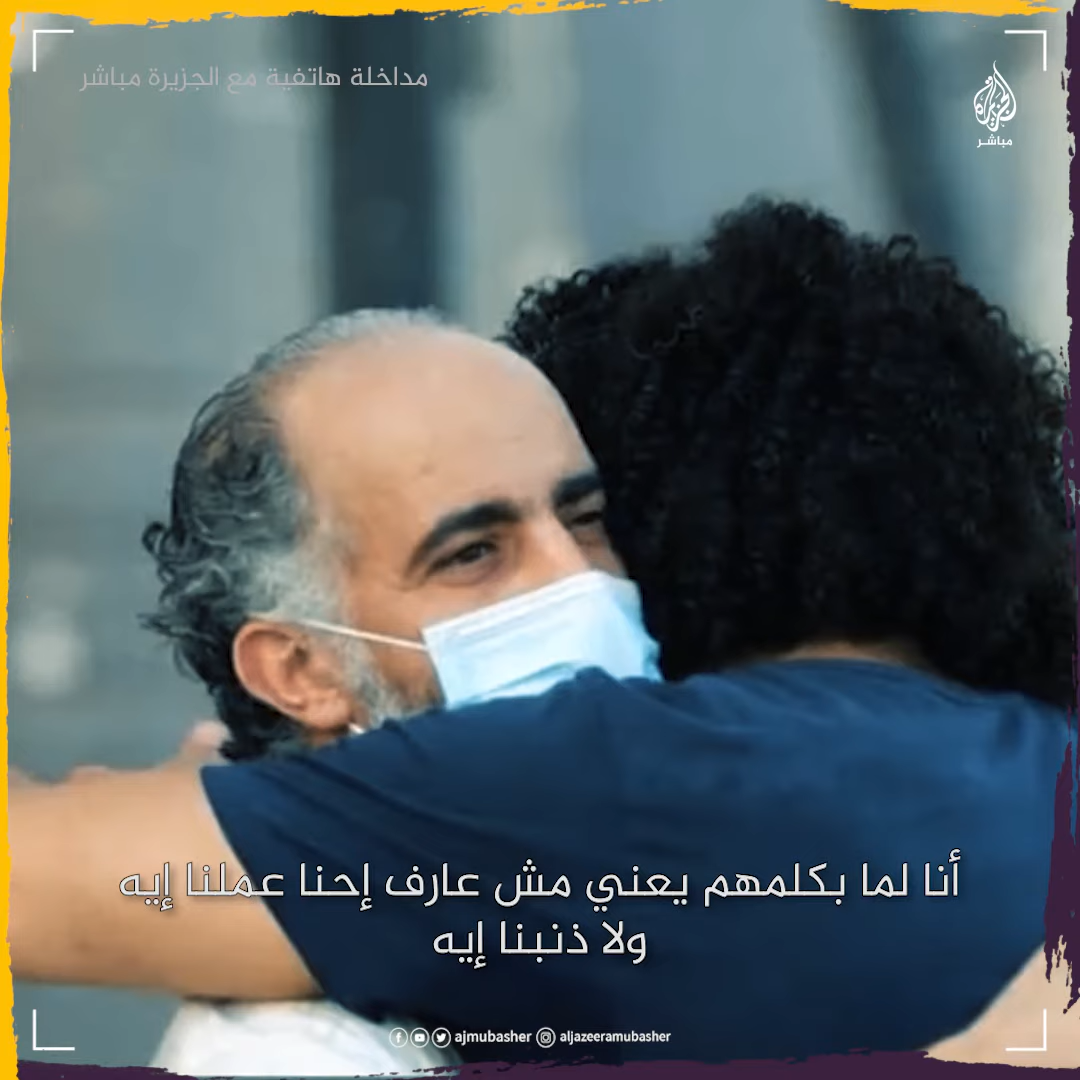 مداخلة هاتفية مع الجزيرة مباشر
الجزيرة
مباشر
أنا لما بكلمهم يعني مش عارف إحنا عملنا إيه
ولا ذنبنا إيه
ajmubasher aljazeeramubasher